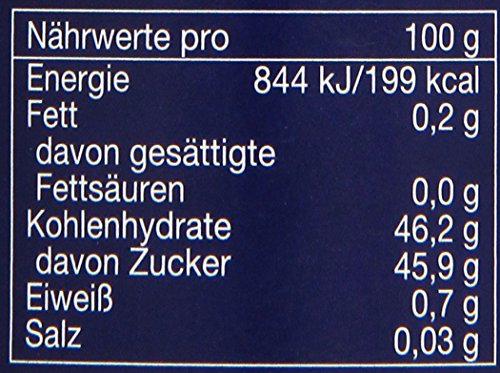 Nährwerte pro 100 g
Energie 844 kJ/199 kcal
Fett 0,2 g
davon gesättigte
Fettsäuren 0,0 g
Kohlenhydrate 46,2 g
davon Zucker 45,9 g
Eiweiß 0,7 g
Salz 0,03 g